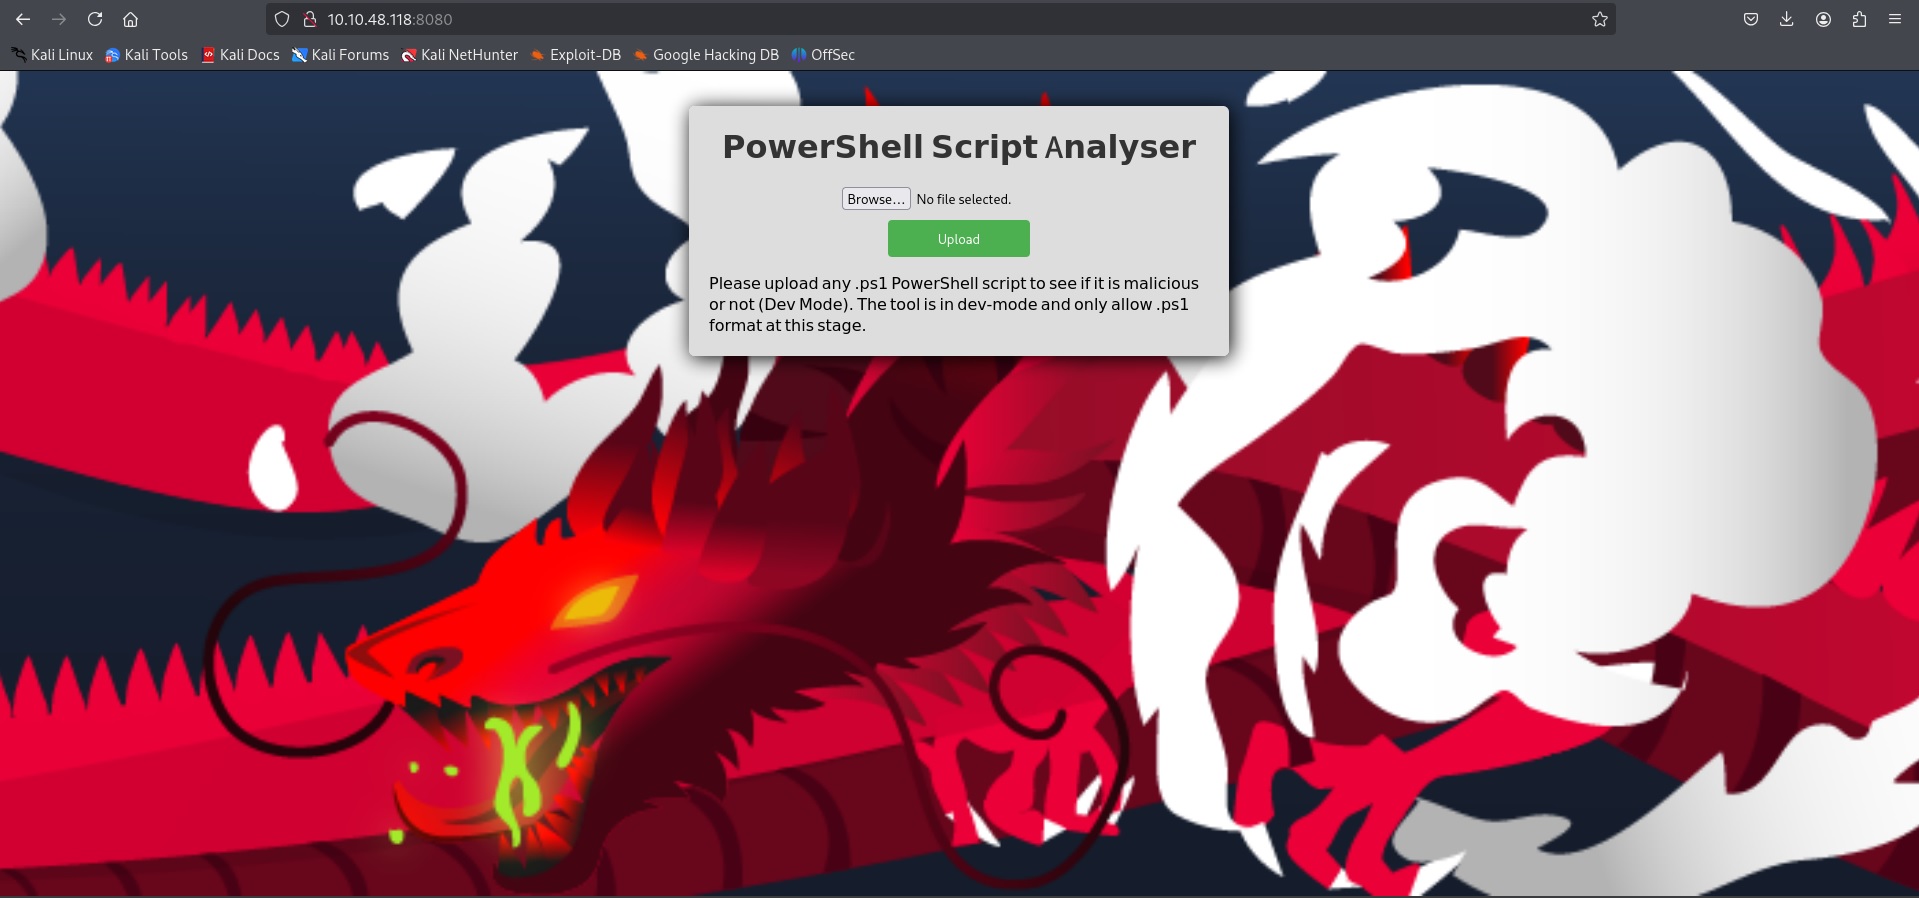 10.10.48.118:8080
Kali Linux Kali Tools Kali Docs Kali Forums Kali NetHunter Exploit-DB Google Hacking DB OffSec
PowerShell Script Analyser
Browse... No file selected.
Upload
Please upload any .ps1 PowerShell script to see if it is malicious
or not (Dev Mode). The tool is in dev-mode and only allow .ps1
format at this stage.